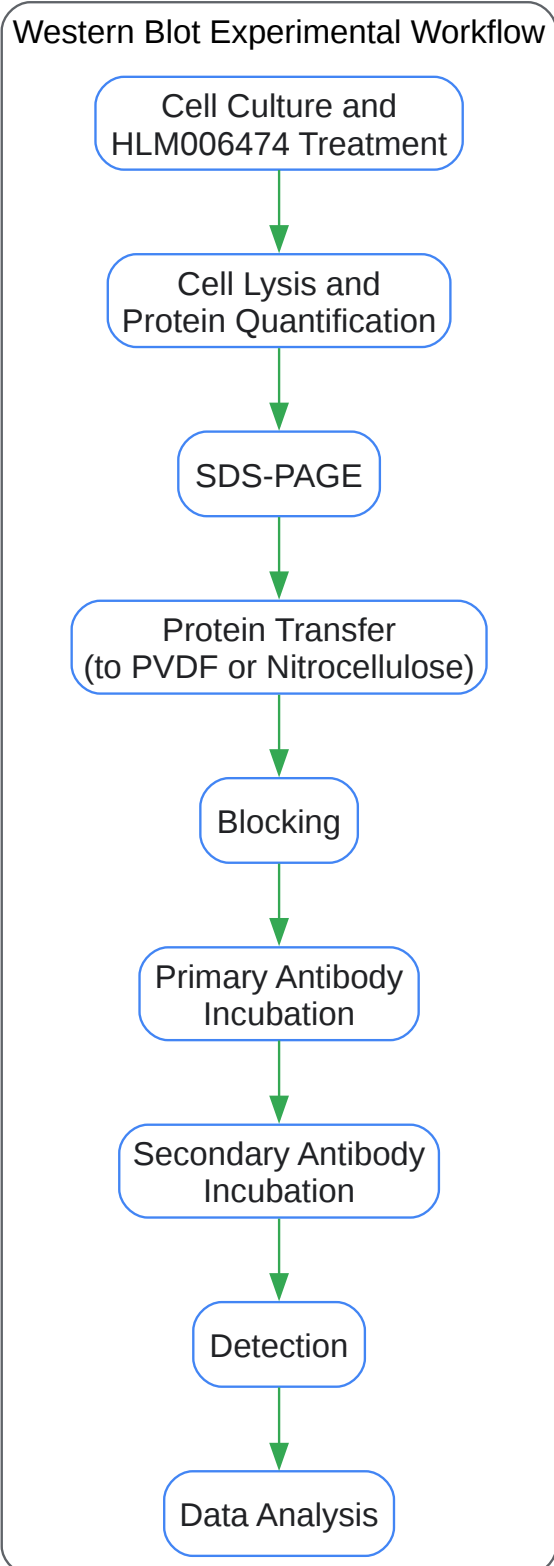 Western Blot Experimental Workflow
Cell Culture and
HLM006474 Treatment
Cell Lysis and
Protein Quantification
SDS-PAGE
Protein Transfer
(to PVDF or Nitrocellulose)
Blocking
Primary Antibody
Incubation
Secondary Antibody
Incubation
Detection
Data Analysis